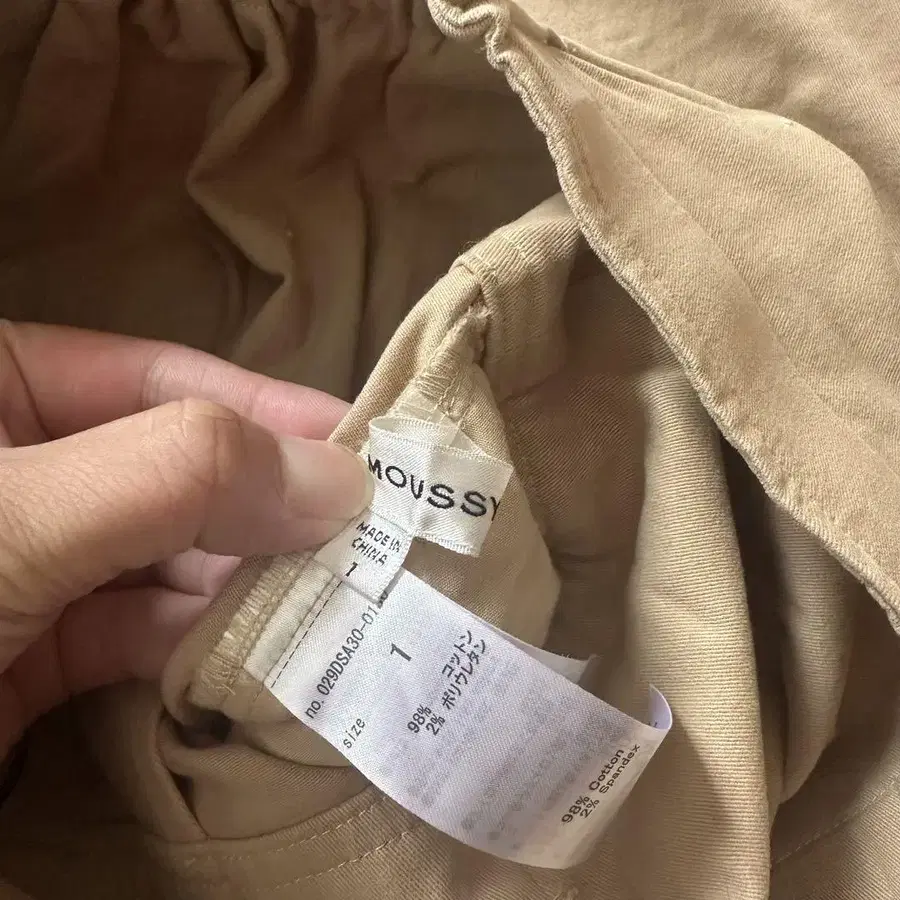 MOUSSY
MADE IN
CHINA
1
no. 029DSA30-01
size 1
98% コットン
2% ポリウレタン
98% Cotton
2% Spandex